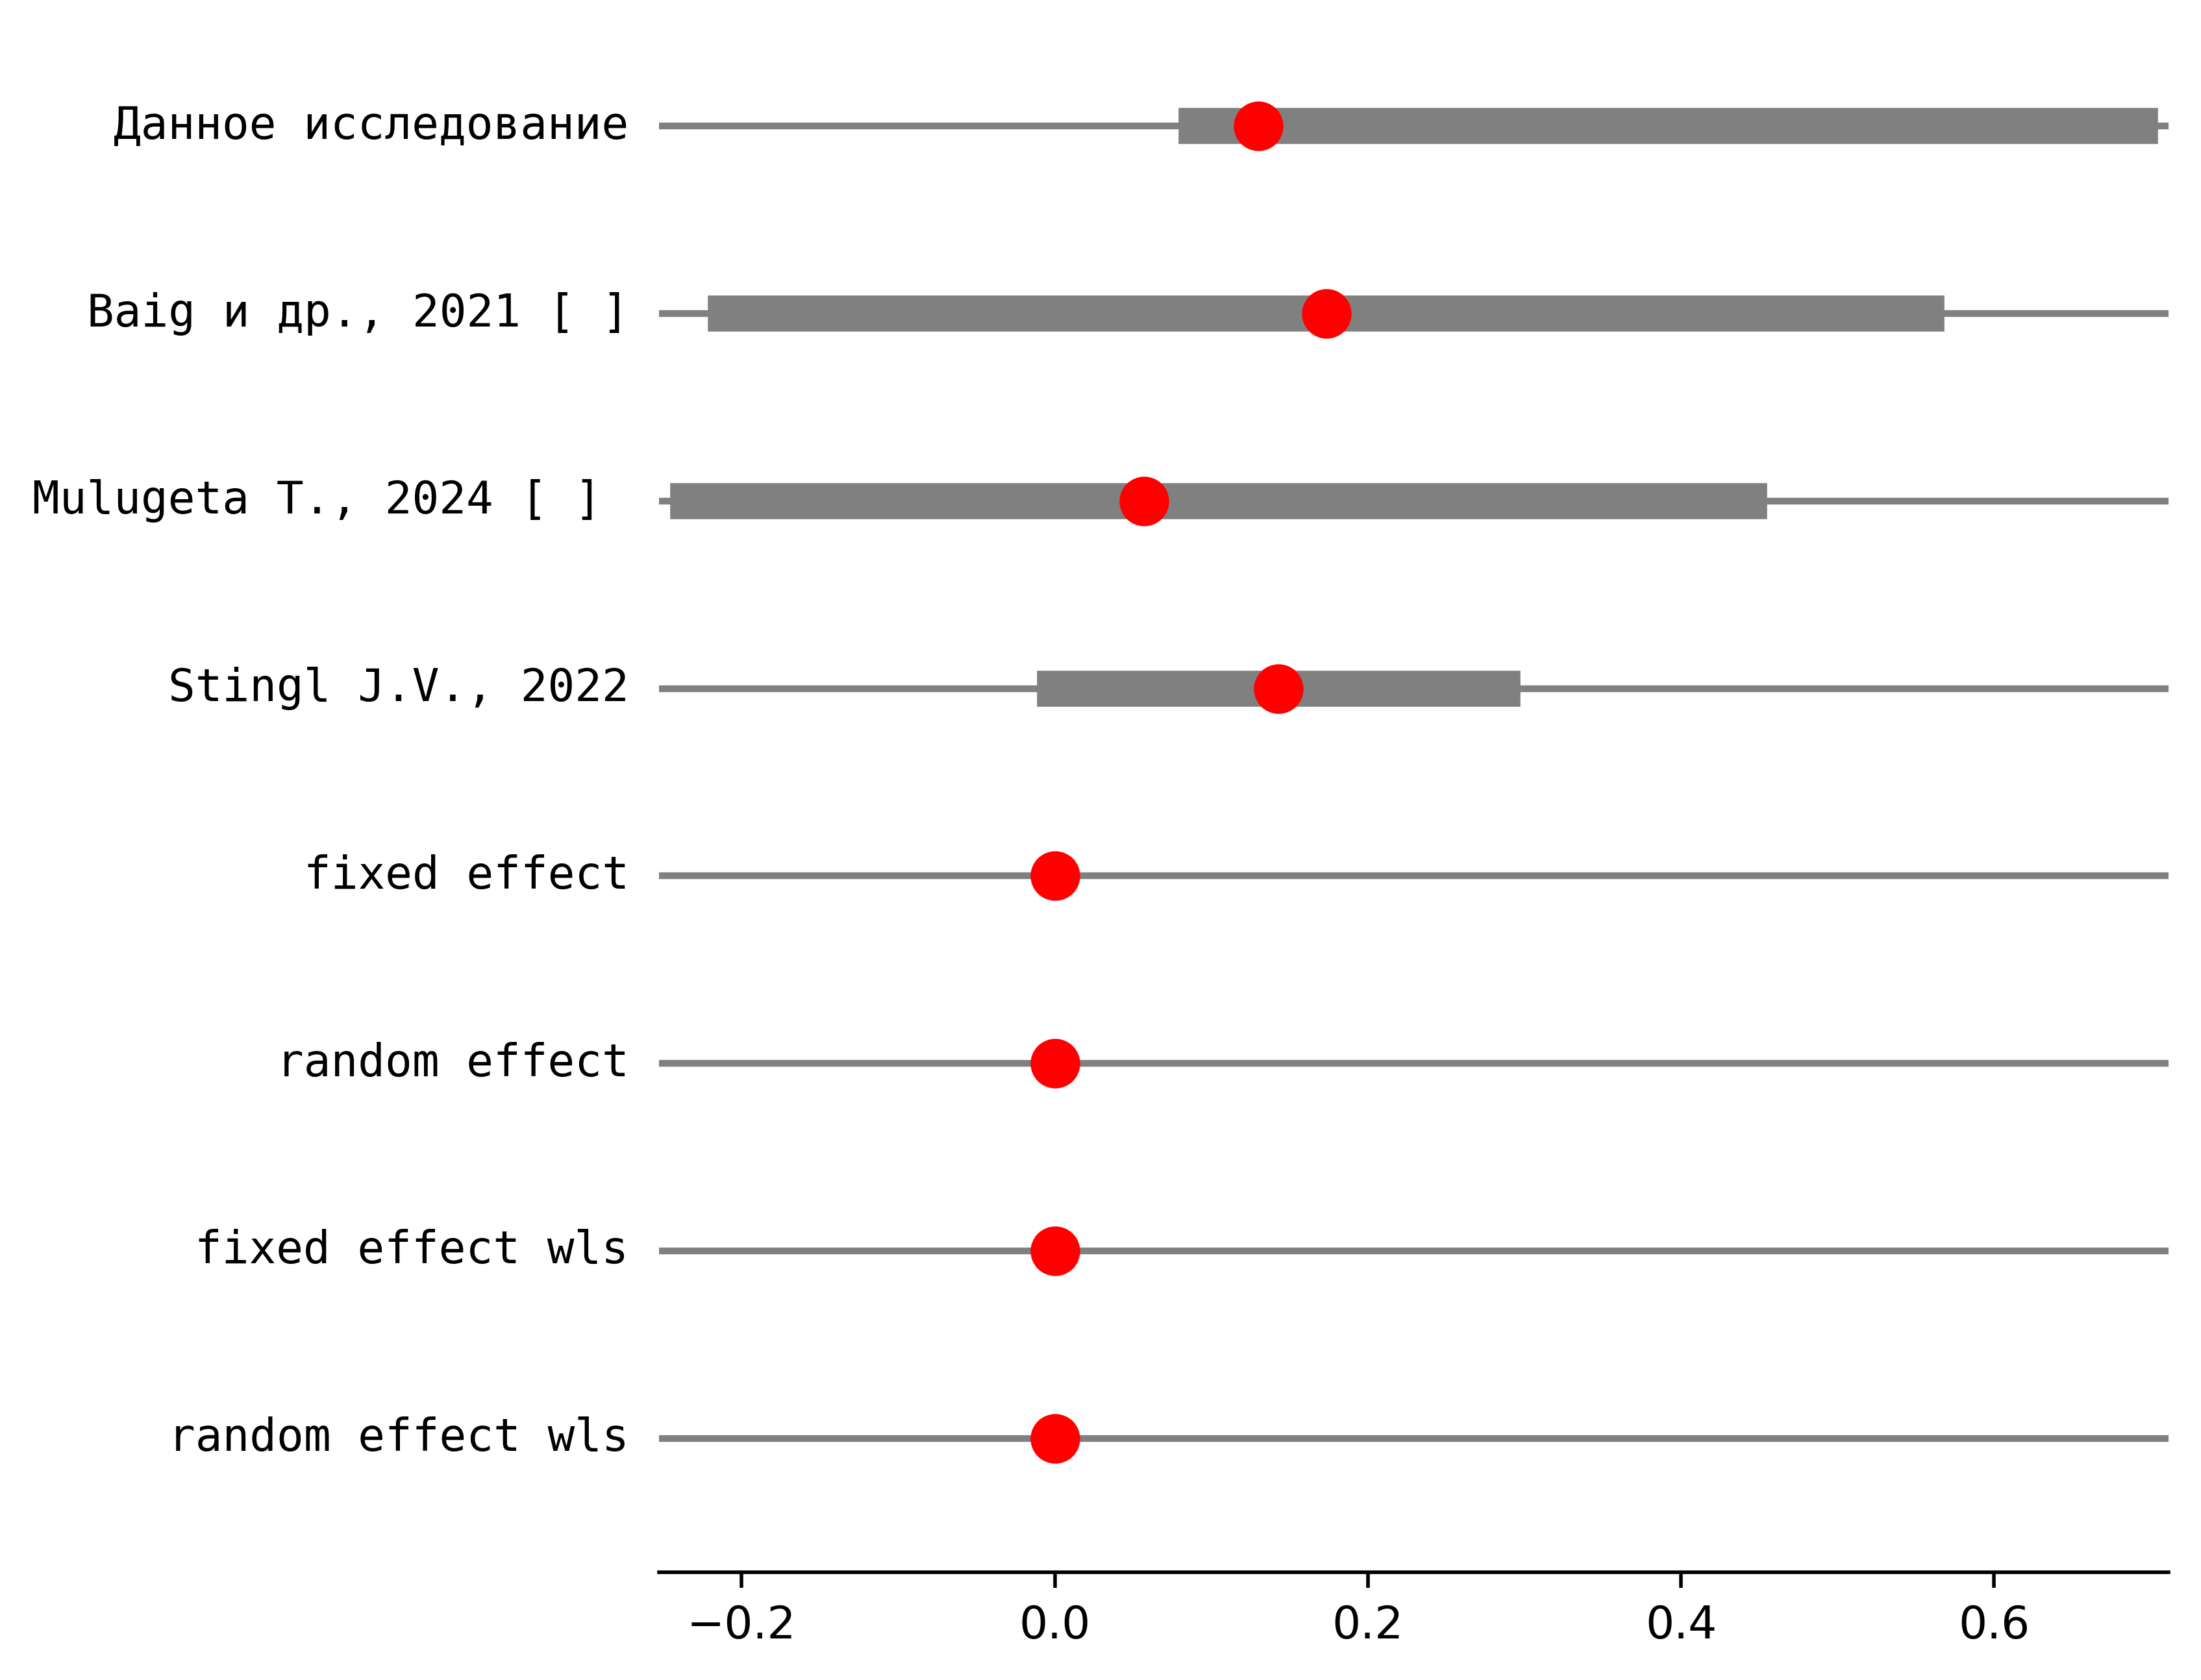 Данное исследование
Baig и др., 2021 [ ]
Mulugeta T., 2024 [ ]
Stingl J.V., 2022
fixed effect
random effect
fixed effect wls
random effect wls
−0.2 0.0 0.2 0.4 0.6